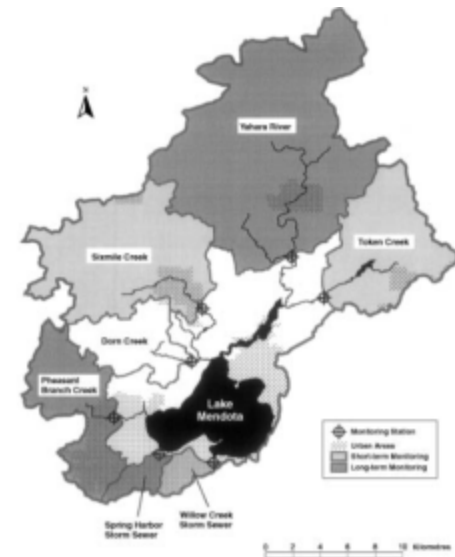 N
Yahara River
Token Creek
Sixmile Creek
Dorn Creek
Pheasant
Branch Creek
Lake
Mendota
Monitoring Station
Urban Areas
Short-term Monitoring
Long-term Monitoring
Willow Creek
Storm Sewer
Spring Harbor
Storm Sewer
0 2 4 6 8 10 Kilometres